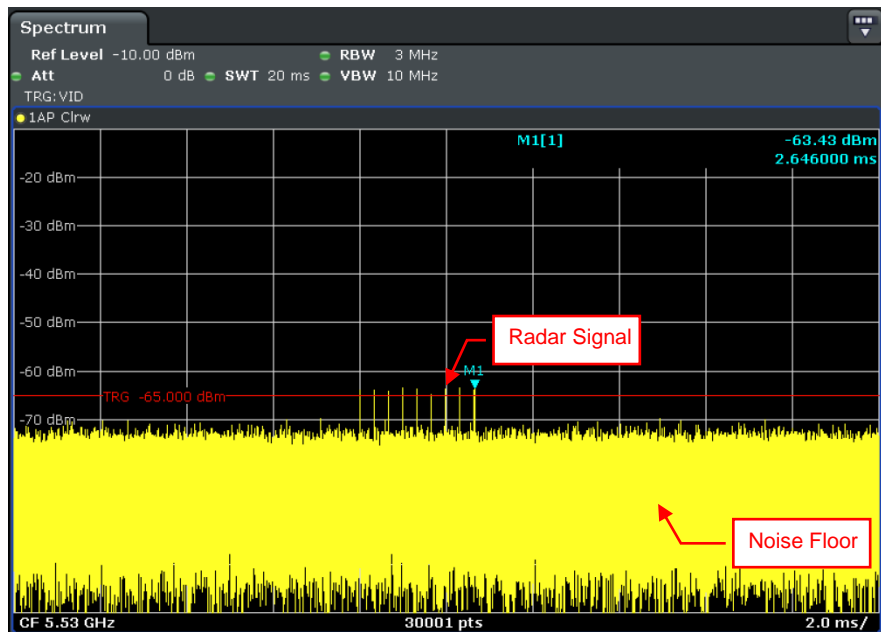 Spectrum
Ref Level -10.00 dBm RBW 3 MHz
Att 0 dB SWT 20 ms VBW 10 MHz
TRG:VID
1AP Clrw
M1[1] -63.43 dBm
2.646000 ms
-20 dBm
-30 dBm
-40 dBm
-50 dBm
Radar Signal
-60 dBm
M1
TRG -65.000 dBm
-70 dBm
Noise Floor
CF 5.53 GHz 30001 pts 2.0 ms/